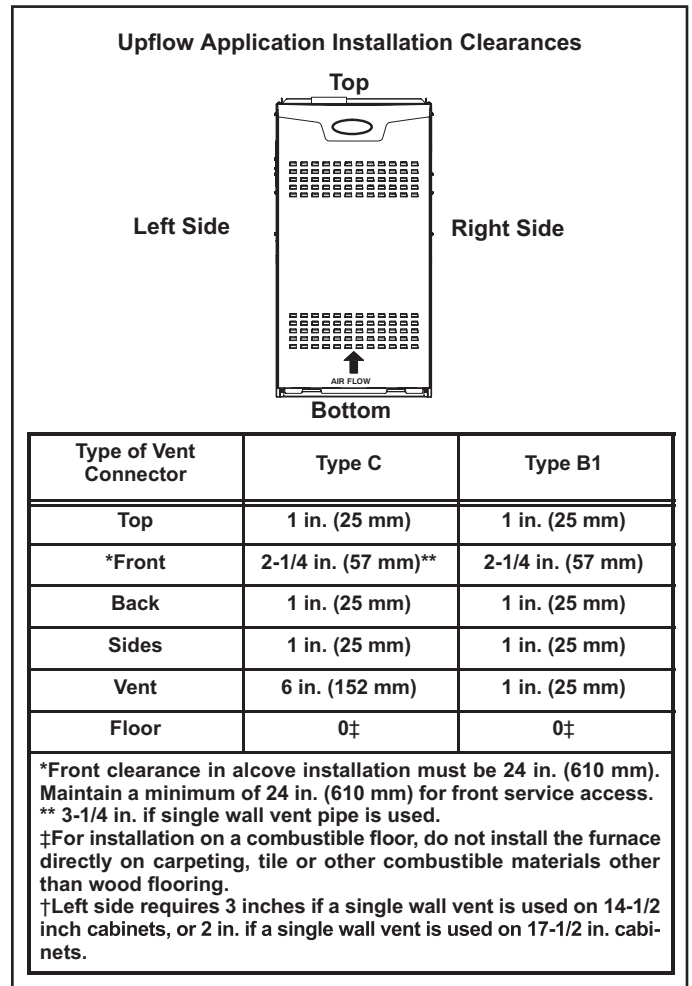 Upflow Application Installation Clearances
Top
Left Side
Right Side
AIR FLOW
Bottom
Type of Vent
Connector
Type C
Type B1
Top
1 in. (25 mm)
1 in. (25 mm)
*Front
2-1/4 in. (57 mm)**
2-1/4 in. (57 mm)
Back
1 in. (25 mm)
1 in. (25 mm)
Sides
1 in. (25 mm)
1 in. (25 mm)
Vent
6 in. (152 mm)
1 in. (25 mm)
Floor
0‡
0‡
*Front clearance in alcove installation must be 24 in. (610 mm).
Maintain a minimum of 24 in. (610 mm) for front service access.
** 3-1/4 in. if single wall vent pipe is used.
‡For installation on a combustible floor, do not install the furnace
directly on carpeting, tile or other combustible materials other
than wood flooring.
†Left side requires 3 inches if a single wall vent is used on 14-1/2
inch cabinets, or 2 in. if a single wall vent is used on 17-1/2 in. cabi-
nets.